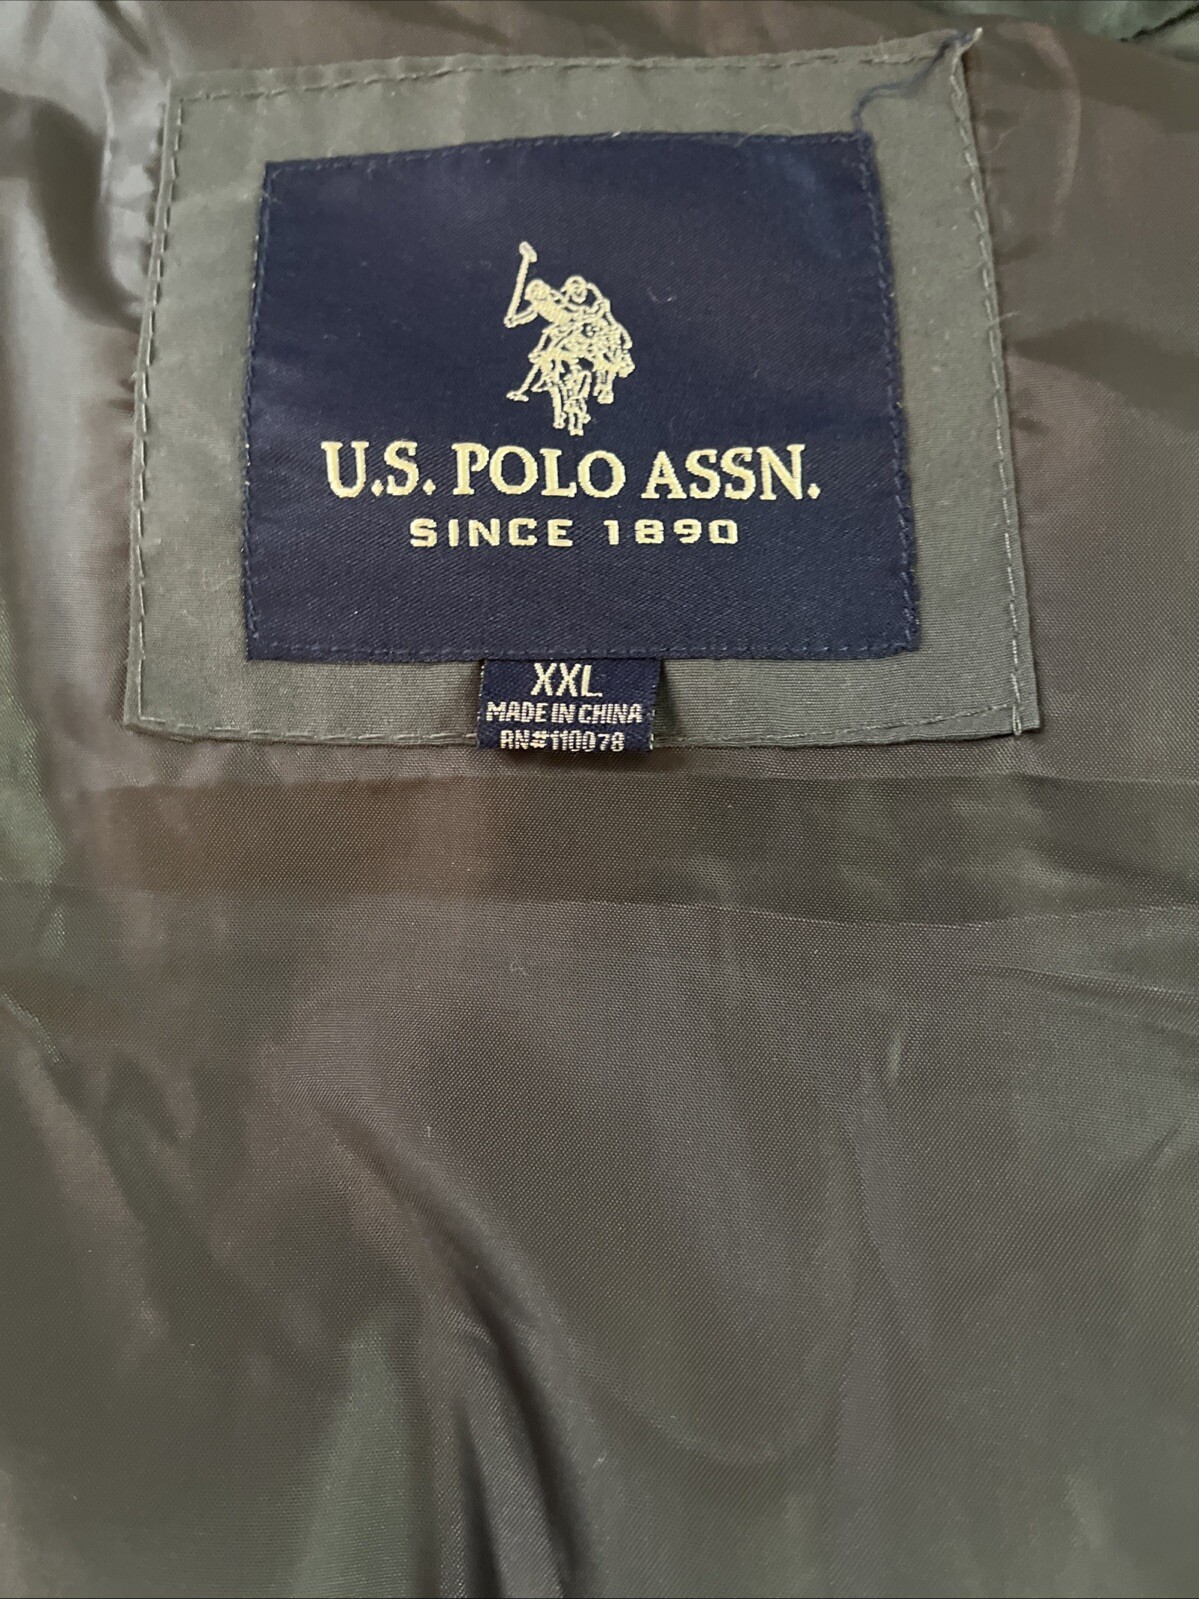 U.S. POLO ASSN.
SINCE 1890
XXL
MADE IN CHINA
RN#110078